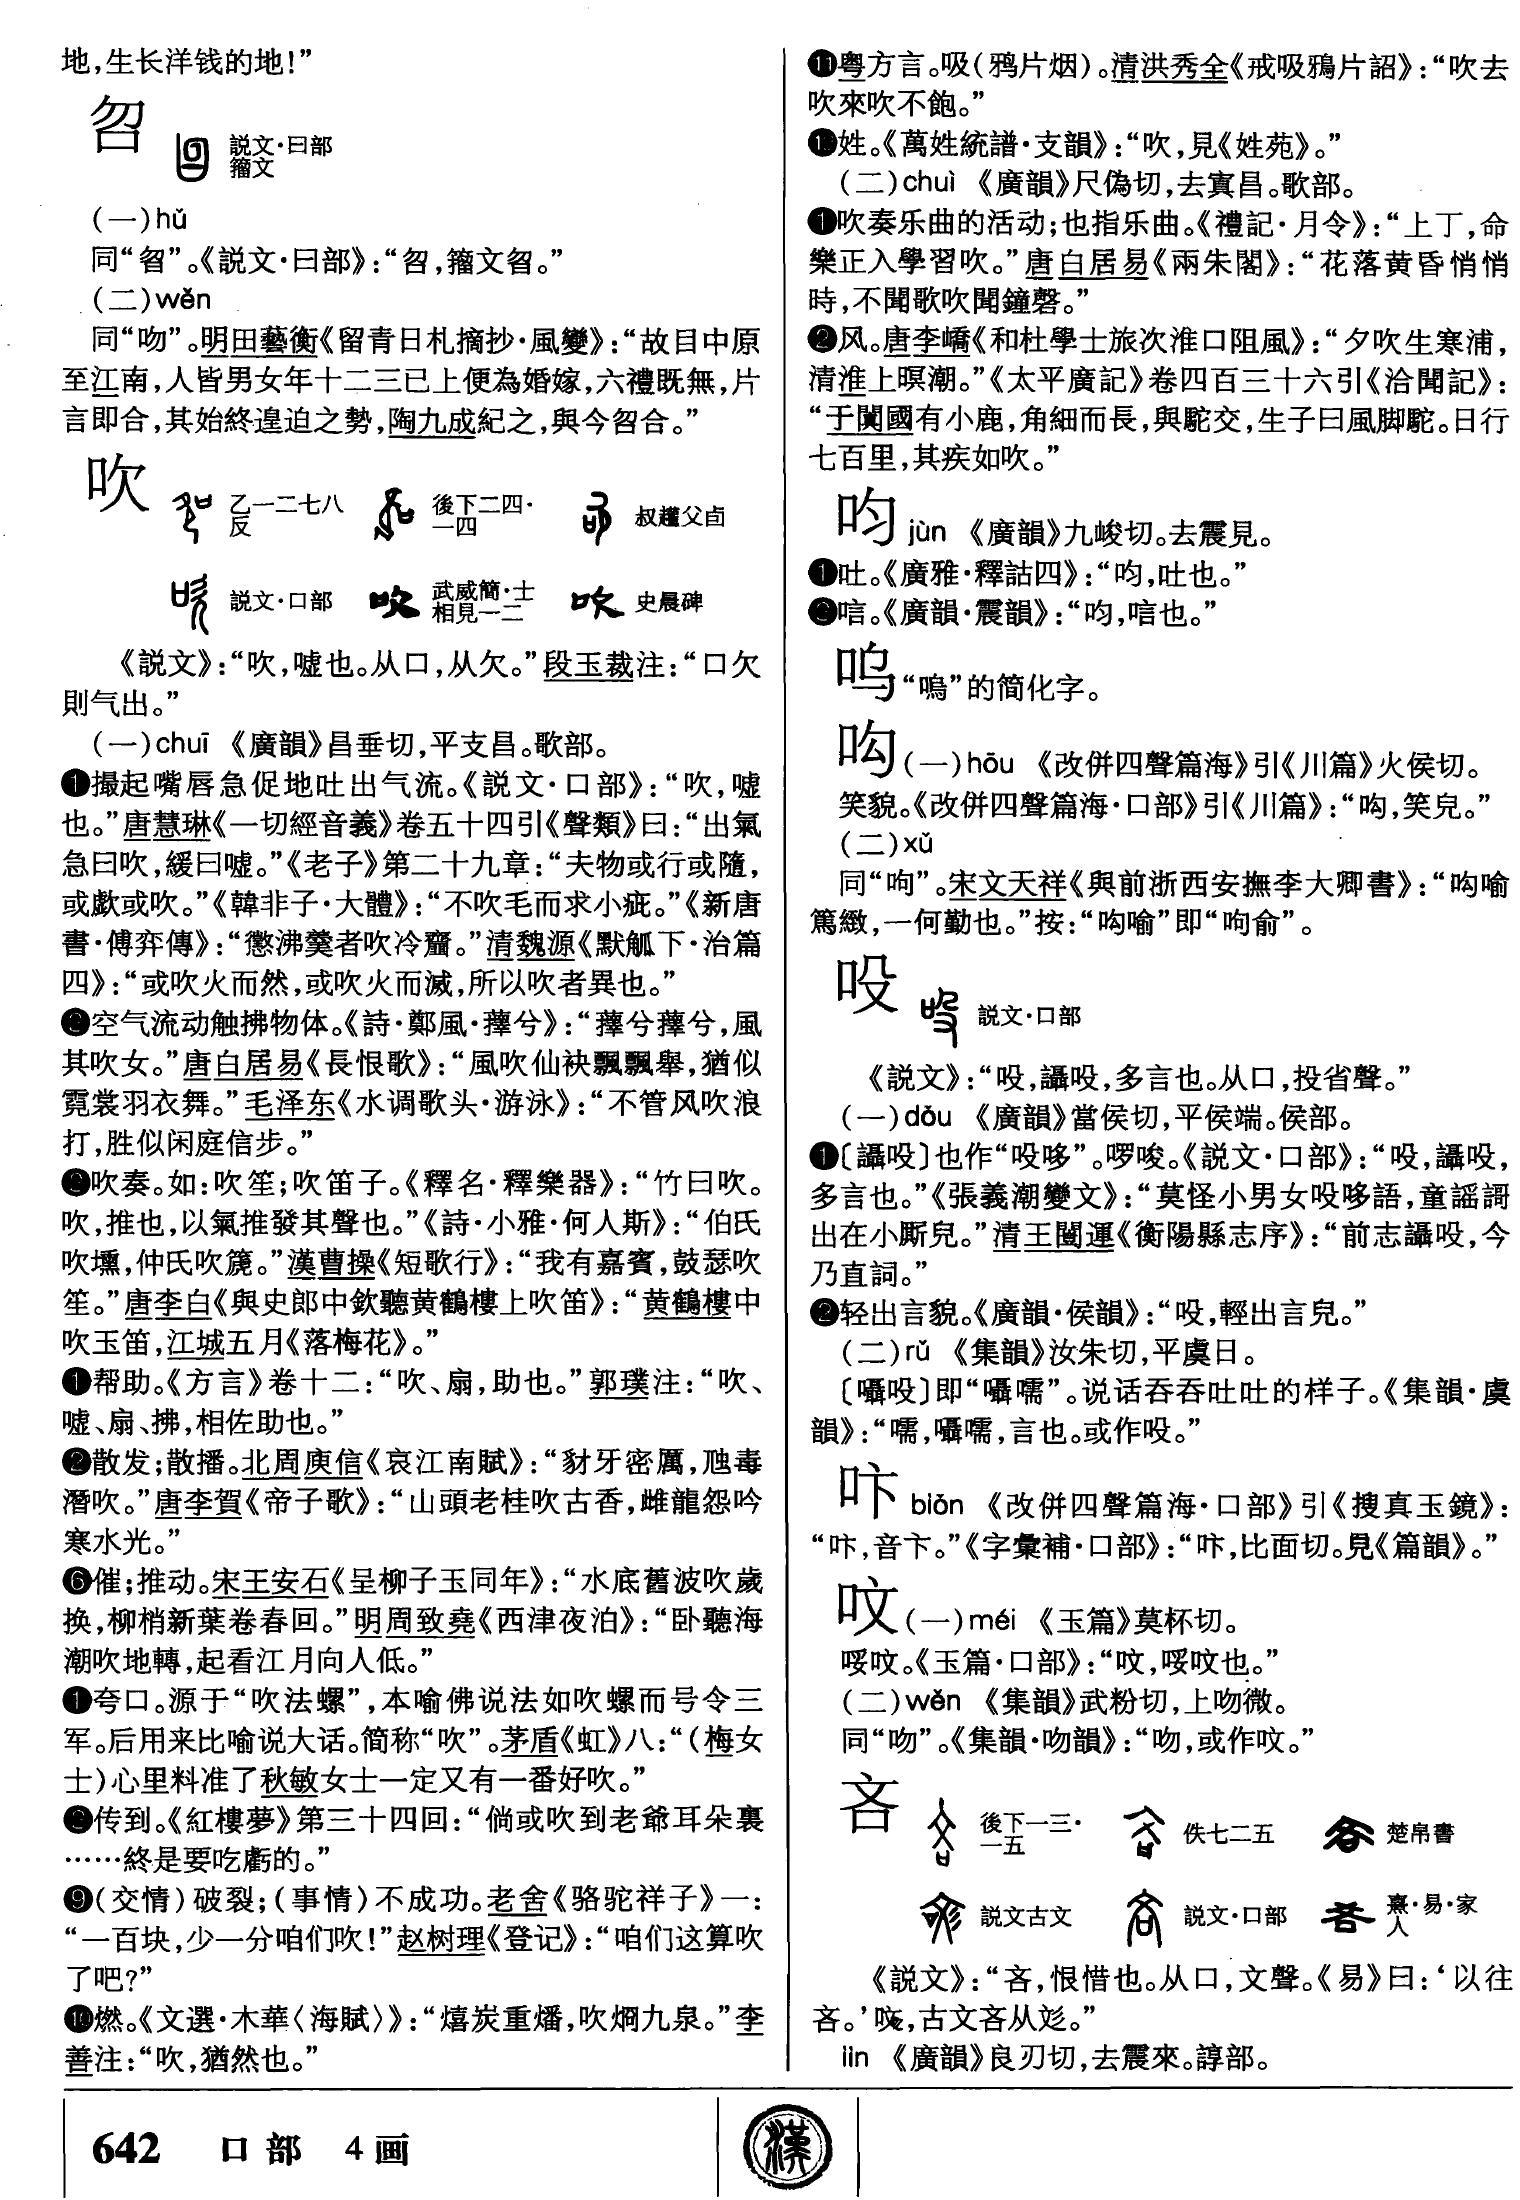 地，生长洋钱的地！”
曶
説文·曰部
籀文
（一）hǔ
同“曶”。《説文·曰部》：“曶，籀文曶。”
（二）wěn
同“吻”。明田藝衡《留青日札摘抄·風變》：“故目中原
至江南，人皆男女年十二三已上便為婚嫁，六禮既無，片
言即合，其始終遑迫之勢，陶九成紀之，與今曶合。”
吹
乙一二七八
反
後下二四·
一四
叔趯父卣
説文·口部
武威簡·士
相見一二
史晨碑
《説文》：“吹，嘘也。从口，从欠。”段玉裁注：“口欠
則气出。”
（一）chuī 《廣韻》昌垂切，平支昌。歌部。
❶撮起嘴唇急促地吐出气流。《説文·口部》：“吹，嘘
也。”唐慧琳《一切經音義》卷五十四引《聲類》曰：“出氣
急曰吹，緩曰嘘。”《老子》第二十九章：“夫物或行或隨，
或歔或吹。”《韓非子·大體》：“不吹毛而求小疵。”《新唐
書·傅弈傳》：“懲沸羹者吹冷齏。”清魏源《默觚下·治篇
四》：“或吹火而然，或吹火而滅，所以吹者異也。”
❷空气流动触拂物体。《詩·鄭風·蘀兮》：“蘀兮蘀兮，風
其吹女。”唐白居易《長恨歌》：“風吹仙袂飄飄舉，猶似
霓裳羽衣舞。”毛泽东《水调歌头·游泳》：“不管风吹浪
打，胜似闲庭信步。”
❸吹奏。如：吹笙；吹笛子。《釋名·釋樂器》：“竹曰吹。
吹，推也，以氣推發其聲也。”《詩·小雅·何人斯》：“伯氏
吹壎，仲氏吹篪。”漢曹操《短歌行》：“我有嘉賓，鼓瑟吹
笙。”唐李白《與史郎中欽聽黄鶴樓上吹笛》：“黄鶴樓中
吹玉笛，江城五月《落梅花》。”
❶帮助。《方言》卷十二：“吹、扇，助也。”郭璞注：“吹、
嘘、扇、拂，相佐助也。”
❷散发；散播。北周庾信《哀江南賦》：“豺牙密厲，虺毒
潛吹。”唐李賀《帝子歌》：“山頭老桂吹古香，雌龍怨吟
寒水光。”
❻催；推动。宋王安石《呈柳子玉同年》：“水底舊波吹歲
换，柳梢新葉卷春回。”明周致堯《西津夜泊》：“卧聽海
潮吹地轉，起看江月向人低。”
❶夸口。源于“吹法螺”，本喻佛说法如吹螺而号令三
军。后用来比喻说大话。简称“吹”。茅盾《虹》八：“（梅女
士）心里料准了秋敏女士一定又有一番好吹。”
❷传到。《紅樓夢》第三十四回：“倘或吹到老爺耳朵裏
……終是要吃虧的。”
❾（交情）破裂；（事情）不成功。老舍《骆驼祥子》一：
“一百块，少一分咱们吹！”赵树理《登记》：“咱们这算吹
了吧？”
❿燃。《文選·木華〈海賦〉》：“熺炭重燔，吹烱九泉。”李
善注：“吹，猶然也。”
⓫粤方言。吸（鸦片烟）。清洪秀全《戒吸鴉片詔》：“吹去
吹來吹不飽。”
⓬姓。《萬姓統譜·支韻》：“吹，見《姓苑》。”
（二）chuì 《廣韻》尺偽切，去寘昌。歌部。
❶吹奏乐曲的活动；也指乐曲。《禮記·月令》：“上丁，命
樂正入學習吹。”唐白居易《兩朱閣》：“花落黄昏悄悄
時，不聞歌吹聞鐘磬。”
❷风。唐李嶠《和杜學士旅次淮口阻風》：“夕吹生寒浦，
清淮上暝潮。”《太平廣記》卷四百三十六引《洽聞記》：
“于闐國有小鹿，角細而長，與駝交，生子曰風脚駝。日行
七百里，其疾如吹。”
呁 jùn 《廣韻》九峻切。去震見。
❶吐。《廣雅·釋詁四》：“呁，吐也。”
❷唁。《廣韻·震韻》：“呁，唁也。”
呜 “嗚”的简化字。
呚（一）hōu 《改併四聲篇海》引《川篇》火侯切。
笑貌。《改併四聲篇海·口部》引《川篇》：“呚，笑皃。”
（二）xǔ
同“呴”。宋文天祥《與前浙西安撫李大卿書》：“呚喻
篤緻，一何勤也。”按：“呚喻”即“呴俞”。
吺
説文·口部
《説文》：“吺，讘吺，多言也。从口，投省聲。”
（一）dōu 《廣韻》當侯切，平侯端。侯部。
❶〔讘吺〕也作“吺哆”。啰唆。《説文·口部》：“吺，讘吺，
多言也。”《張義潮變文》：“莫怪小男女吺哆語，童謡謌
出在小厮兒。”清王闓運《衡陽縣志序》：“前志讘吺，今
乃直詞。”
❷轻出言貌。《廣韻·侯韻》：“吺，輕出言皃。”
（二）rú 《集韻》汝朱切，平虞日。
〔囁吺〕即“囁嚅”。说话吞吞吐吐的样子。《集韻·虞
韻》：“嚅，囁嚅，言也。或作吺。”
咔 biàn 《改併四聲篇海·口部》引《搜真玉鏡》：
“𠯴，音卞。”《字彙補·口部》：“𠯴，比面切。見《篇韻》。”
呅（一）méi 《玉篇》莫杯切。
哸呅。《玉篇·口部》：“呅，哸呅也。”
（二）wěn 《集韻》武粉切，上吻微。
同“吻”。《集韻·吻韻》：“吻，或作呅。”
吝
後下一三·
一五
佚七二五
楚帛書
説文古文
説文·口部
熹·易·家
人
《説文》：“吝，恨惜也。从口，文聲。《易》曰：‘以往
吝。’㖁，古文吝从彣。”
lìn 《廣韻》良刃切，去震來。諄部。
642 口部 4画
漢